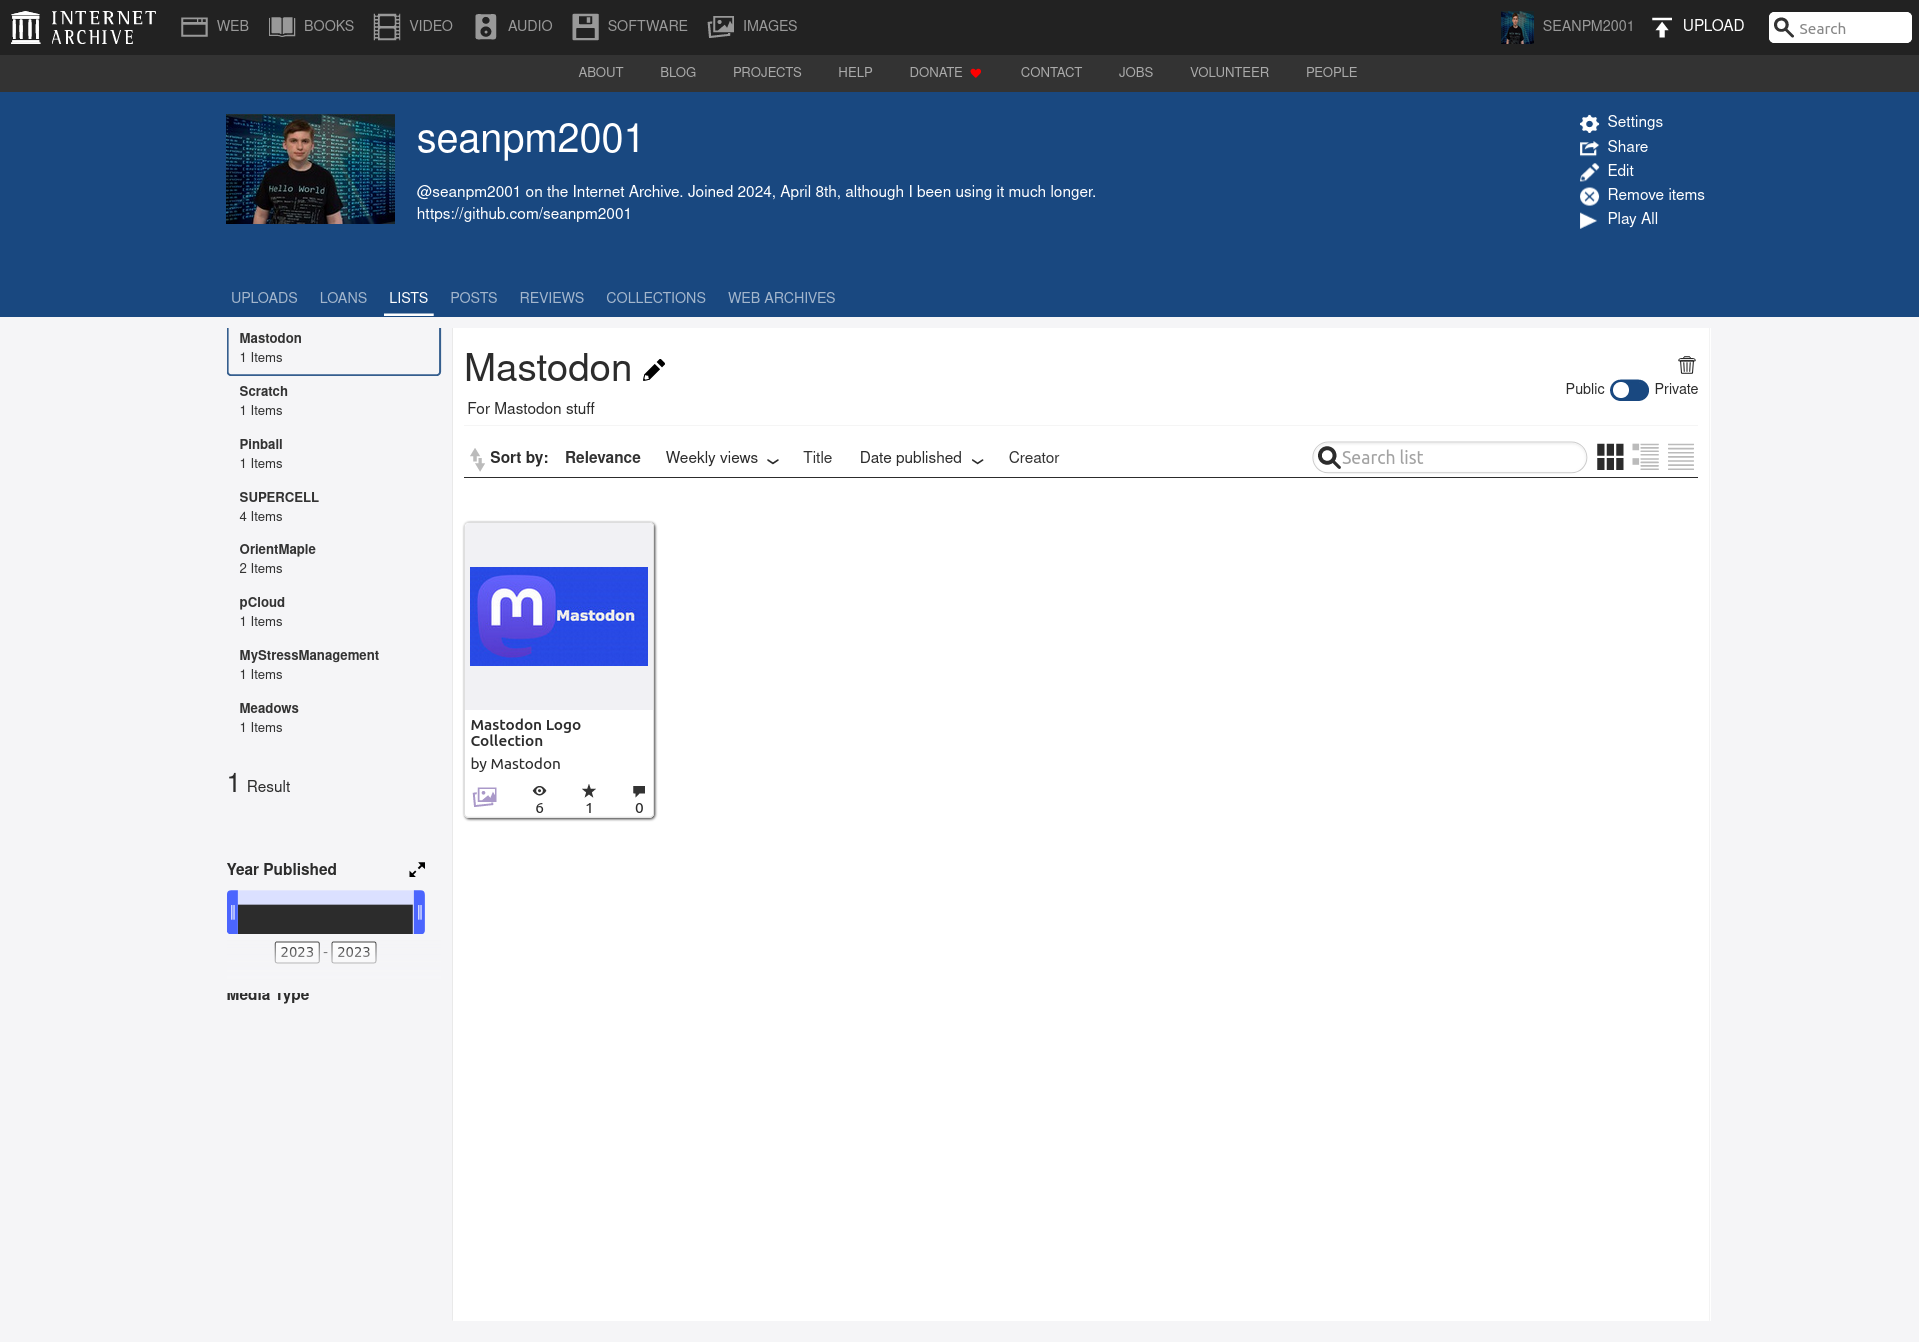 INTERNET ARCHIVE
WEB
BOOKS
VIDEO
AUDIO
SOFTWARE
IMAGES
SEANPM2001
UPLOAD
Search
ABOUT
BLOG
PROJECTS
HELP
DONATE
CONTACT
JOBS
VOLUNTEER
PEOPLE
Hello World
seanpm2001
@seanpm2001 on the Internet Archive. Joined 2024, April 8th, although I been using it much longer.
https://github.com/seanpm2001
Settings
Share
Edit
Remove items
Play All
UPLOADS
LOANS
LISTS
POSTS
REVIEWS
COLLECTIONS
WEB ARCHIVES
Mastodon
1 Items
Scratch
1 Items
Pinball
1 Items
SUPERCELL
4 Items
OrientMaple
2 Items
pCloud
1 Items
MyStressManagement
1 Items
Meadows
1 Items
1 Result
Year Published
2023 - 2023
Media Type
Mastodon
For Mastodon stuff
Public
Private
Sort by:
Relevance
Weekly views
Title
Date published
Creator
Search list
m Mastodon
Mastodon Logo
Collection
by Mastodon
6
1
0